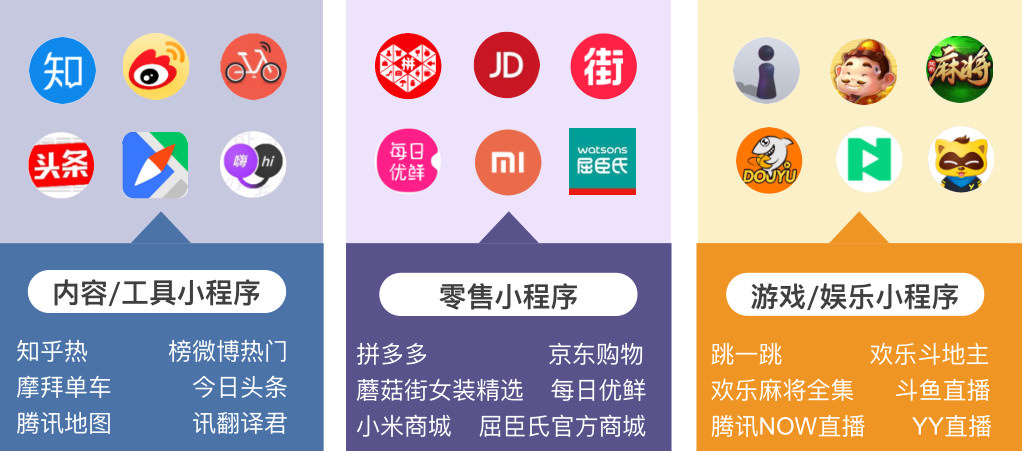 知
头条
嗨
hi
内容/工具小程序
知乎热 榜微博热门
摩拜单车 今日头条
腾讯地图 讯翻译君
拼
JD
街
每日
优鲜
mi
watsons
屈臣氏
零售小程序
拼多多 京东购物
蘑菇街女装精选 每日优鲜
小米商城 屈臣氏官方商城
麻将
DOUYU
N
游戏/娱乐小程序
跳一跳 欢乐斗地主
欢乐麻将全集 斗鱼直播
腾讯NOW直播 YY直播